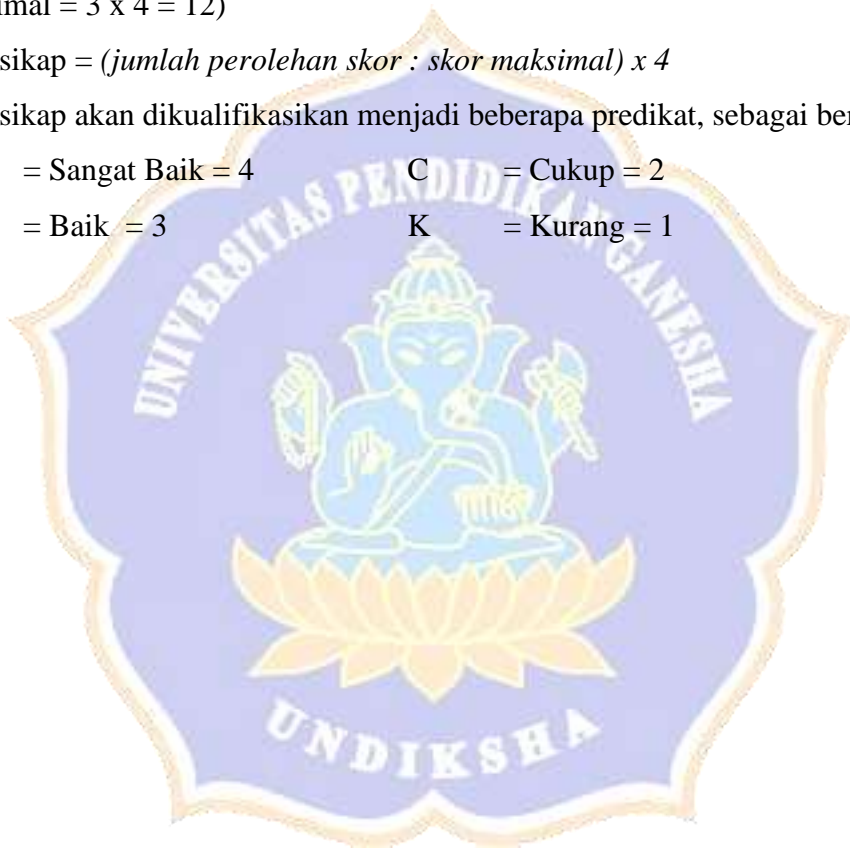 imal = 3 x 4 = 12)
sikap = (jumlah perolehan skor : skor maksimal) x 4
sikap akan dikualifikasikan menjadi beberapa predikat, sebagai ber
= Sangat Baik = 4 C = Cukup = 2
= Baik = 3 K = Kurang = 1
UNIVERSITAS PENDIDIKAN GANESHA
UNDIKSHA